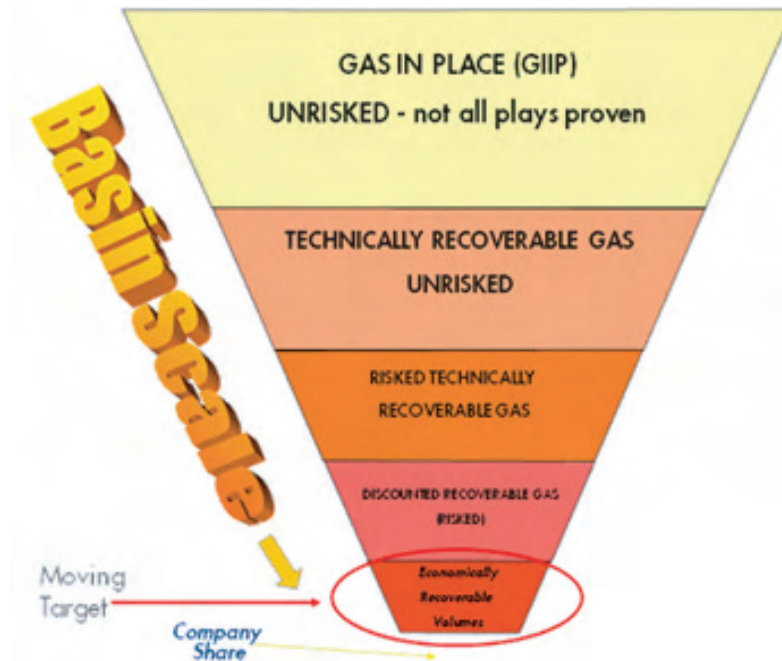 GAS IN PLACE (GIIP)
UNRISKED - not all plays proven
Basin Scale
TECHNICALLY RECOVERABLE GAS
UNRISKED
RISKED TECHNICALLY
RECOVERABLE GAS
DISCOUNTED RECOVERABLE GAS
(RISKED)
Economically
Recoverable
Volumes
Moving
Target
Company
Share